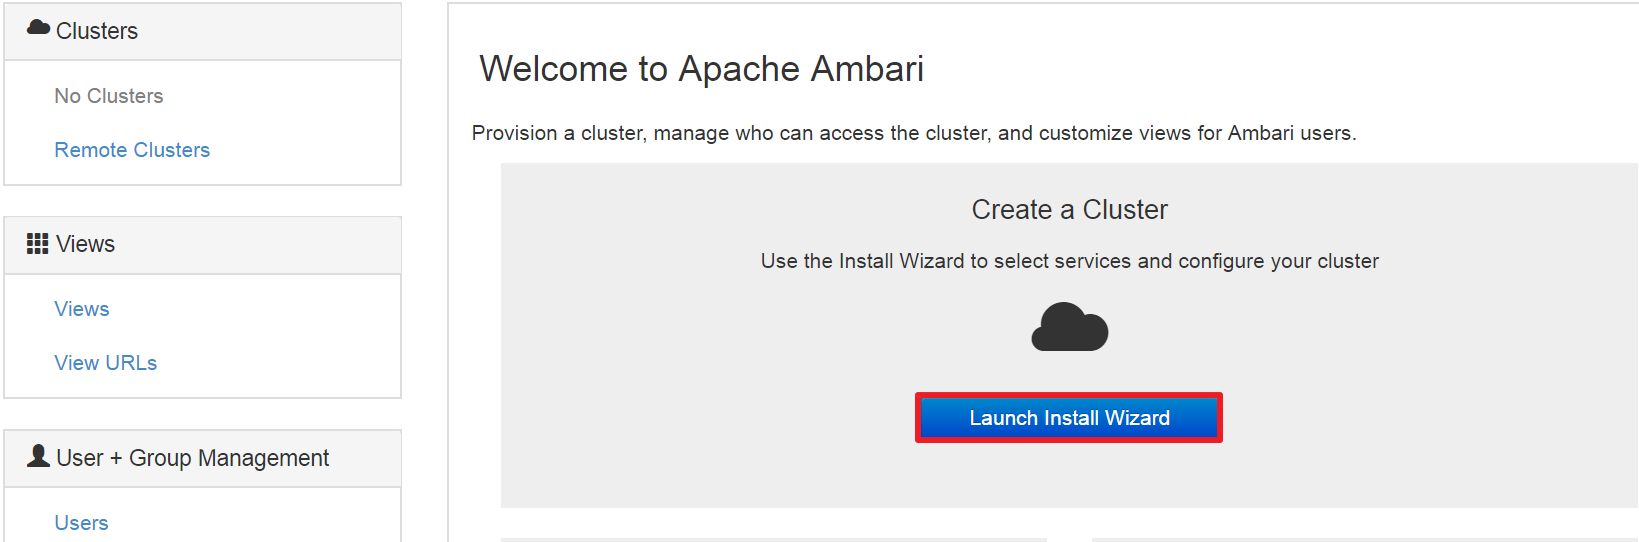 Clusters
No Clusters
Remote Clusters
Views
Views
View URLs
User + Group Management
Users
Welcome to Apache Ambari
Provision a cluster, manage who can access the cluster, and customize views for Ambari users.
Create a Cluster
Use the Install Wizard to select services and configure your cluster
Launch Install Wizard